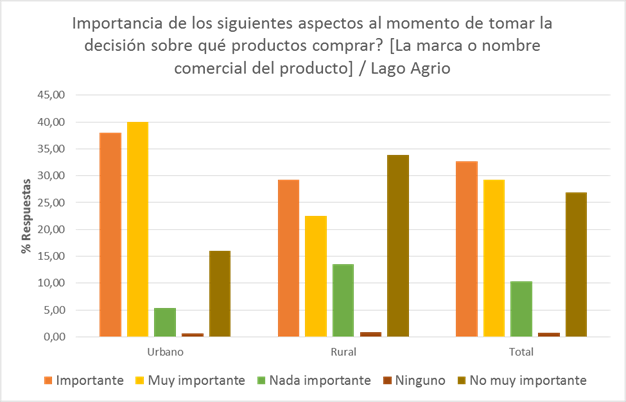 Importancia de los siguientes aspectos al momento de tomar la
decisión sobre qué productos comprar? [La marca o nombre
comercial del producto] / Lago Agrio
45,00
40,00
35,00
30,00
25,00
20,00
15,00
10,00
5,00
0,00
% Respuestas
Urbano
Rural
Total
Importante
Muy importante
Nada importante
Ninguno
No muy importante